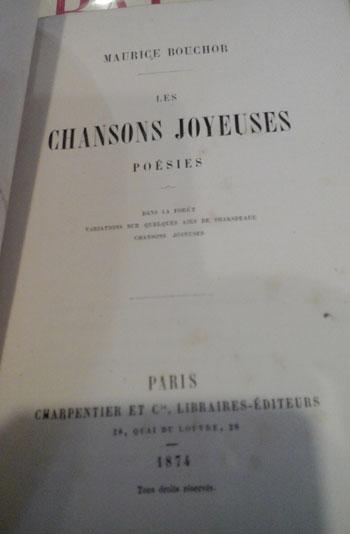 MAURICE BOUCHOR
LES
CHANSONS JOYEUSES
POÉSIES
DANS LA FORÊT
VARIATIONS SUR QUELQUES AIRS DE SHAKSPEARE
CHANSONS JOYEUSES
PARIS
CHARPENTIER ET Cie, LIBRAIRES-ÉDITEURS
28, QUAI DU LOUVRE, 28
1874
Tous droits réservés.